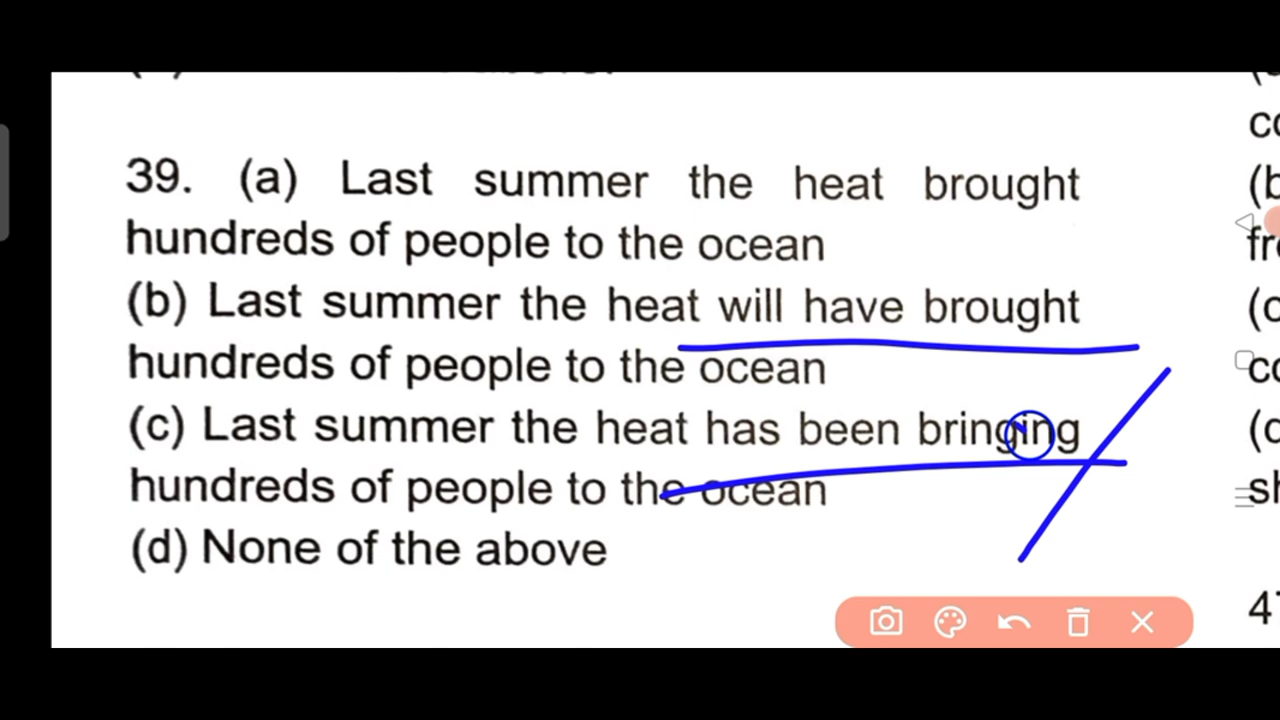 39. (a) Last summer the heat brought
hundreds of people to the ocean
(b) Last summer the heat will have brought
hundreds of people to the ocean
(c) Last summer the heat has been bringing
hundreds of people to the ocean
(d) None of the above